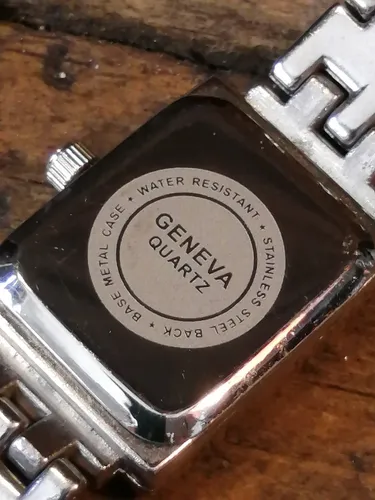 GENEVA
QUARTZ
★ WATER RESISTANT ★ STAINLESS STEEL BACK ★ BASE METAL CASE